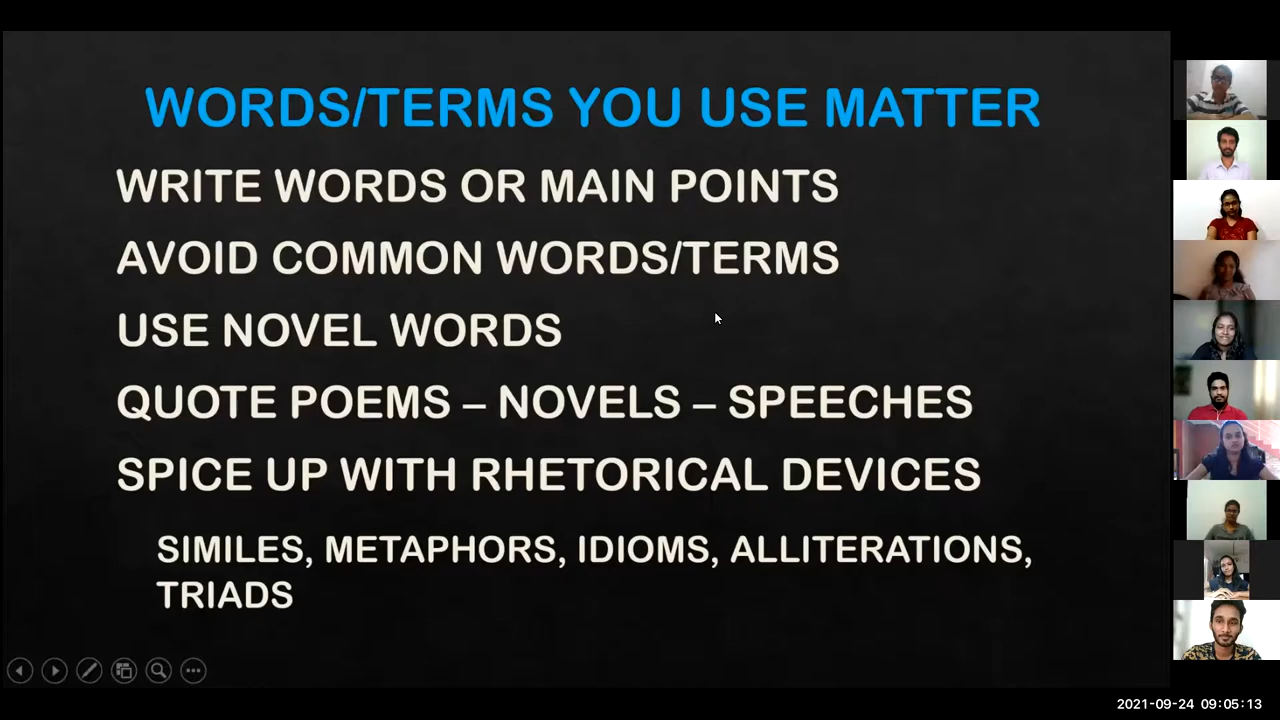 WORDS/TERMS YOU USE MATTER
WRITE WORDS OR MAIN POINTS
AVOID COMMON WORDS/TERMS
USE NOVEL WORDS
QUOTE POEMS – NOVELS – SPEECHES
SPICE UP WITH RHETORICAL DEVICES
SIMILES, METAPHORS, IDIOMS, ALLITERATIONS,
TRIADS
2021-09-24 09:05:13